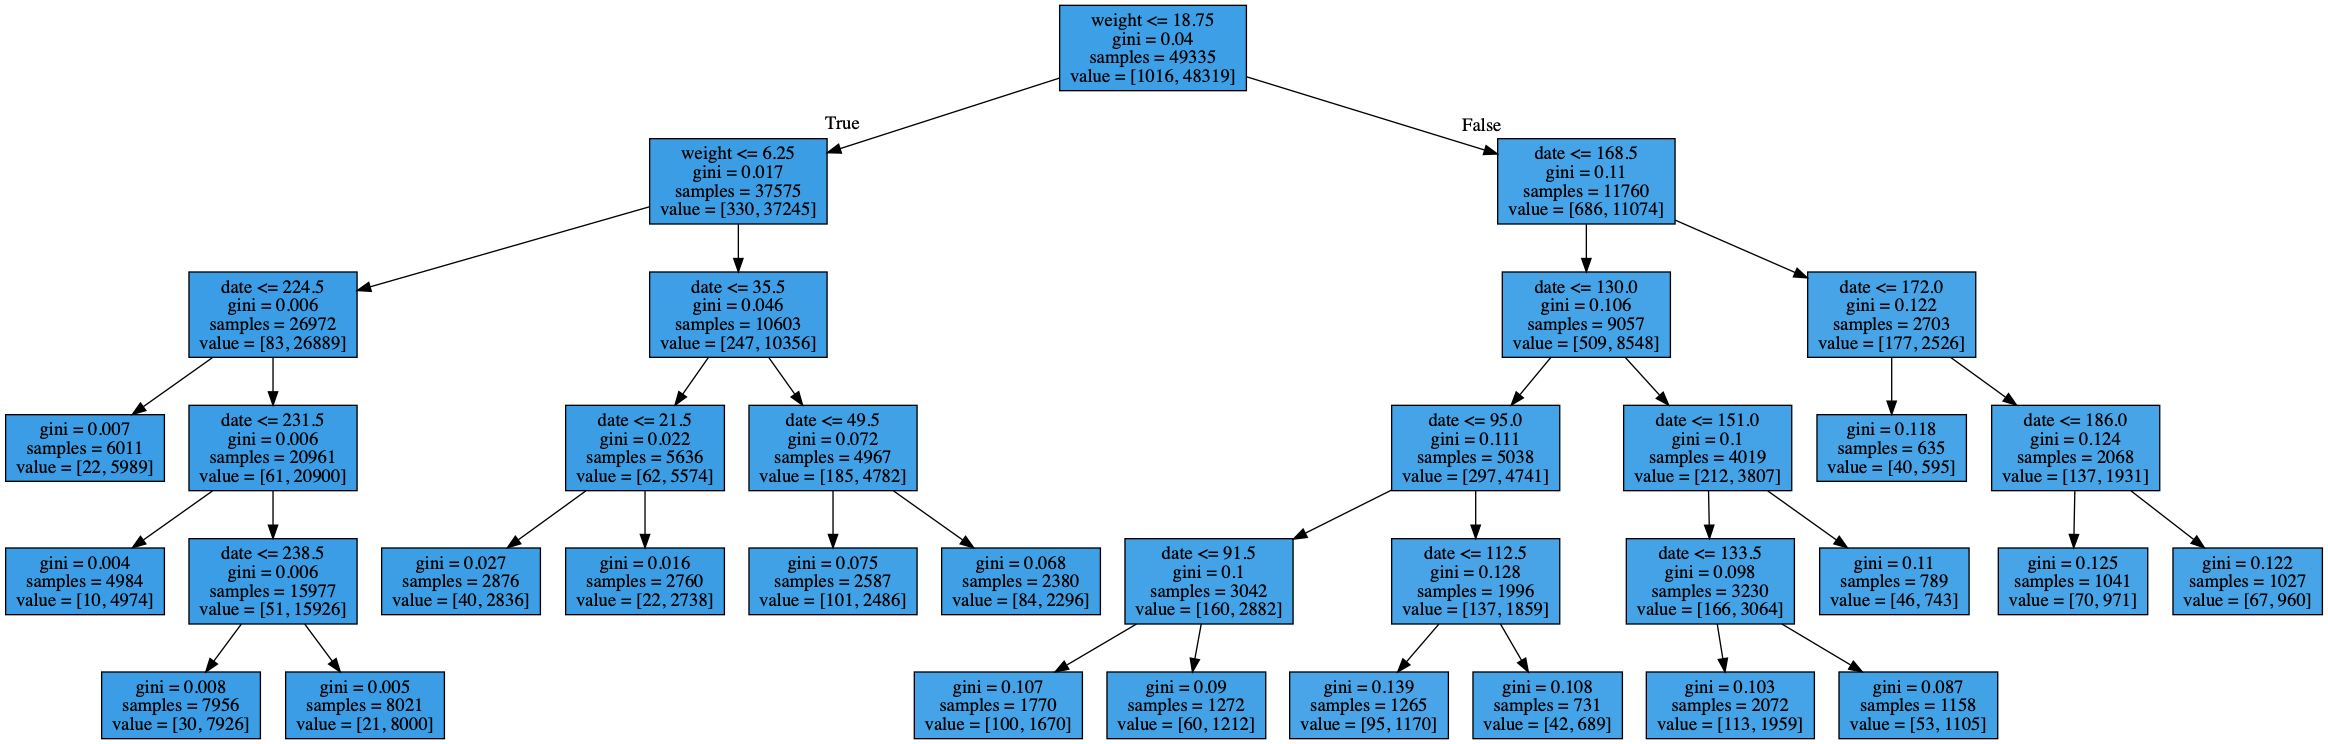 weight <= 18.75
gini = 0.04
samples = 49335
value = [1016, 48319]
True
False
weight <= 6.25
gini = 0.017
samples = 37575
value = [330, 37245]
date <= 168.5
gini = 0.11
samples = 11760
value = [686, 11074]
date <= 224.5
gini = 0.006
samples = 26972
value = [83, 26889]
date <= 35.5
gini = 0.046
samples = 10603
value = [247, 10356]
date <= 130.0
gini = 0.106
samples = 9057
value = [509, 8548]
date <= 172.0
gini = 0.122
samples = 2703
value = [177, 2526]
gini = 0.007
samples = 6011
value = [22, 5989]
date <= 231.5
gini = 0.006
samples = 20961
value = [61, 20900]
date <= 21.5
gini = 0.022
samples = 5636
value = [62, 5574]
date <= 49.5
gini = 0.072
samples = 4967
value = [185, 4782]
date <= 95.0
gini = 0.111
samples = 5038
value = [297, 4741]
date <= 151.0
gini = 0.1
samples = 4019
value = [212, 3807]
gini = 0.118
samples = 635
value = [40, 595]
date <= 186.0
gini = 0.124
samples = 2068
value = [137, 1931]
gini = 0.004
samples = 4984
value = [10, 4974]
date <= 238.5
gini = 0.006
samples = 15977
value = [51, 15926]
gini = 0.027
samples = 2876
value = [40, 2836]
gini = 0.016
samples = 2760
value = [22, 2738]
gini = 0.075
samples = 2587
value = [101, 2486]
gini = 0.068
samples = 2380
value = [84, 2296]
date <= 91.5
gini = 0.1
samples = 3042
value = [160, 2882]
date <= 112.5
gini = 0.128
samples = 1996
value = [137, 1859]
date <= 133.5
gini = 0.098
samples = 3230
value = [166, 3064]
gini = 0.11
samples = 789
value = [46, 743]
gini = 0.125
samples = 1041
value = [70, 971]
gini = 0.122
samples = 1027
value = [67, 960]
gini = 0.008
samples = 7956
value = [30, 7926]
gini = 0.005
samples = 8021
value = [21, 8000]
gini = 0.107
samples = 1770
value = [100, 1670]
gini = 0.09
samples = 1272
value = [60, 1212]
gini = 0.139
samples = 1265
value = [95, 1170]
gini = 0.108
samples = 731
value = [42, 689]
gini = 0.103
samples = 2072
value = [113, 1959]
gini = 0.087
samples = 1158
value = [53, 1105]